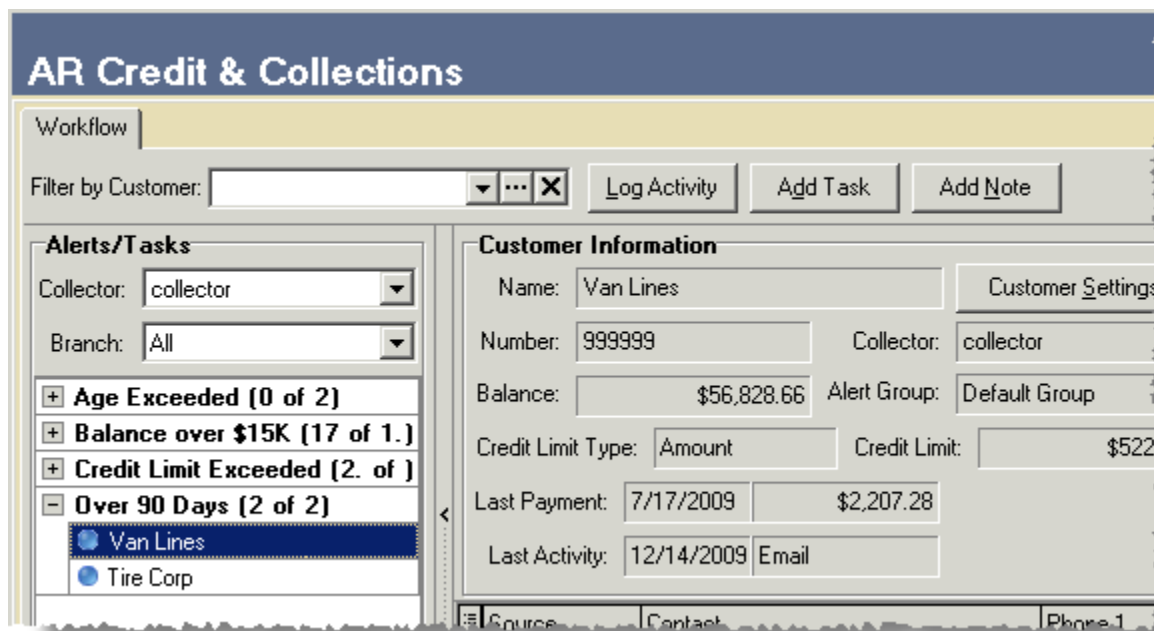 AR Credit & Collections
Workflow
Filter by Customer: Log Activity Add Task Add Note
Alerts/Tasks
Collector: collector
Branch: All
Age Exceeded (0 of 2)
Balance over $15K (17 of 1.)
Credit Limit Exceeded (2. of )
Over 90 Days (2 of 2)
Van Lines
Tire Corp
Customer Information
Name: Van Lines Customer Settings
Number: 999999 Collector: collector
Balance: $56,828.66 Alert Group: Default Group
Credit Limit Type: Amount Credit Limit: $522
Last Payment: 7/17/2009 $2,207.28
Last Activity: 12/14/2009 Email
Source Contact Phone 1